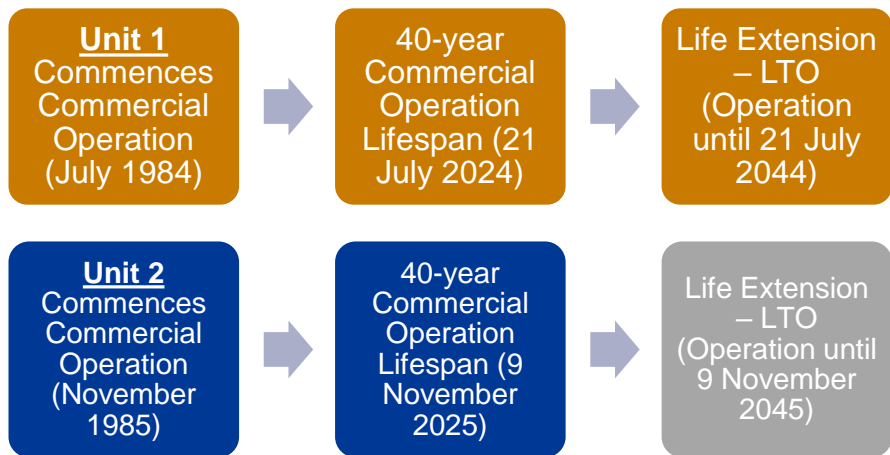 Unit 1
Commences
Commercial
Operation
(July 1984)
40-year
Commercial
Operation
Lifespan (21
July 2024)
Life Extension
– LTO
(Operation
until 21 July
2044)
Unit 2
Commences
Commercial
Operation
(November
1985)
40-year
Commercial
Operation
Lifespan (9
November
2025)
Life Extension
– LTO
(Operation until
9 November
2045)